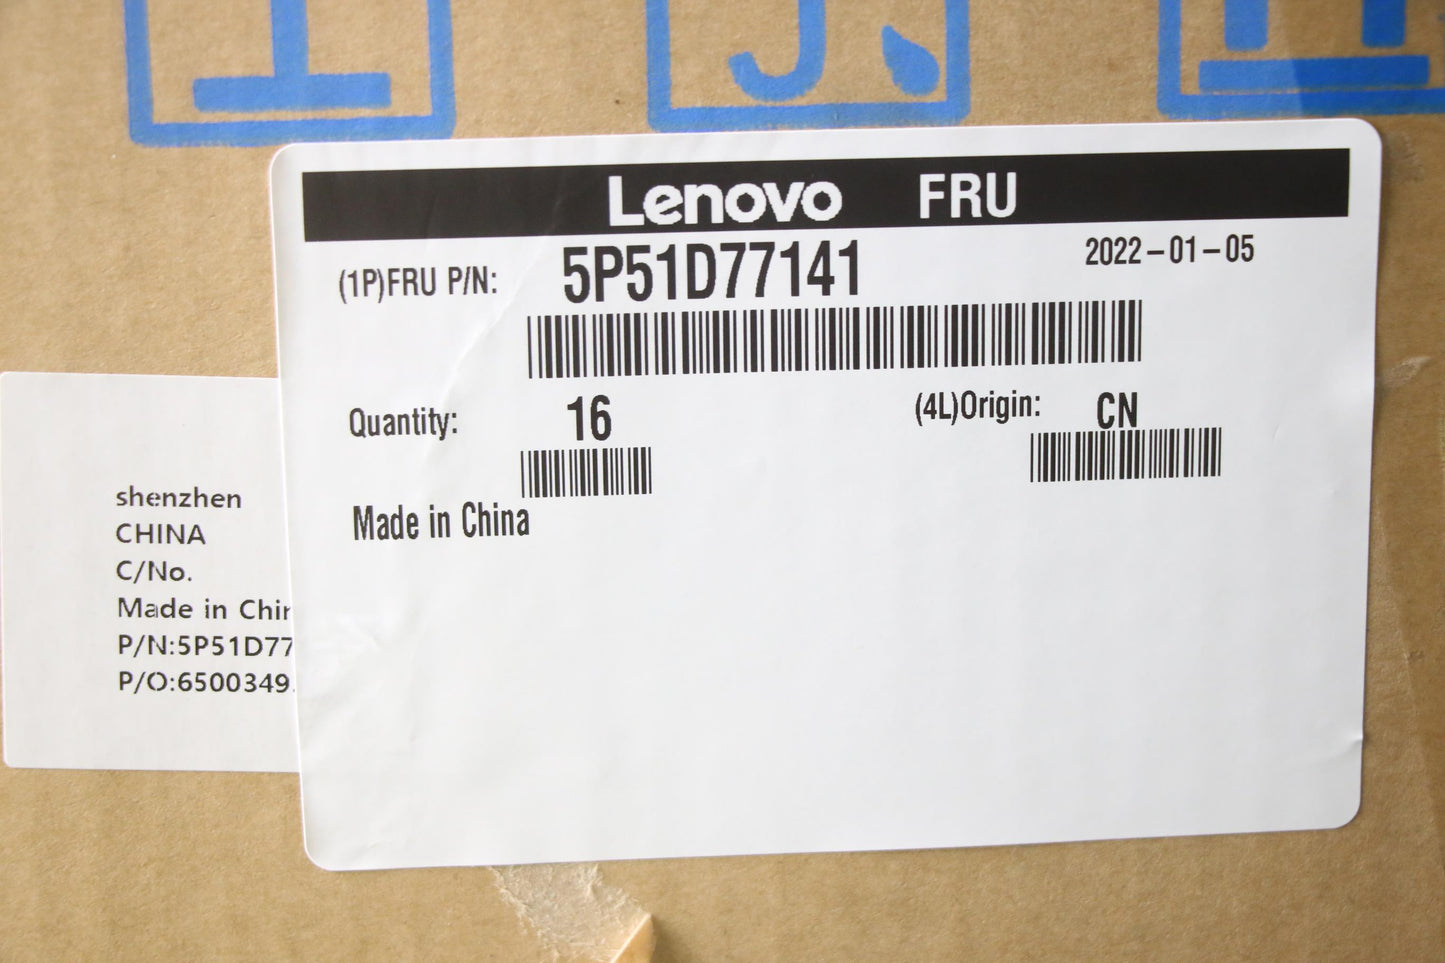 Lenovo FRU
(1P)FRU P/N: 5P51D77141 2022-01-05
Quantity: 16 (4L)Origin: CN
Made in China
shenzhen
CHINA
C/No.
Made in Chin
P/N:5P51D77
P/O:6500349